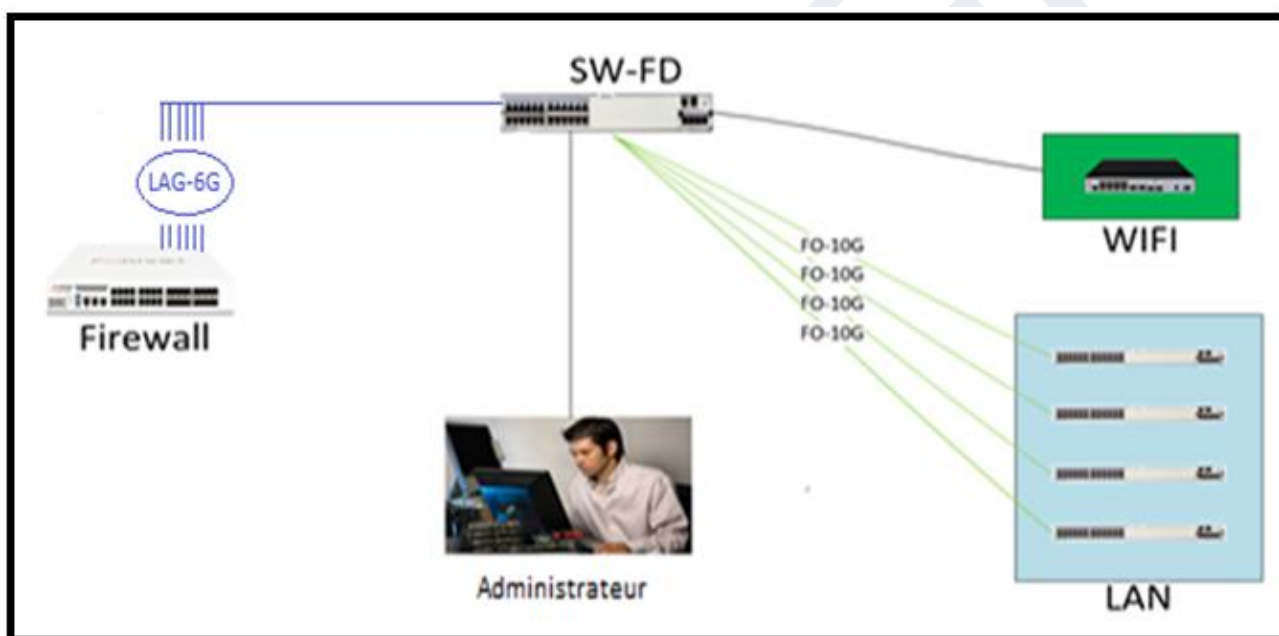 SW-FD
LAG-6G
Firewall
WIFI
FO-10G
FO-10G
FO-10G
FO-10G
Administrateur
LAN